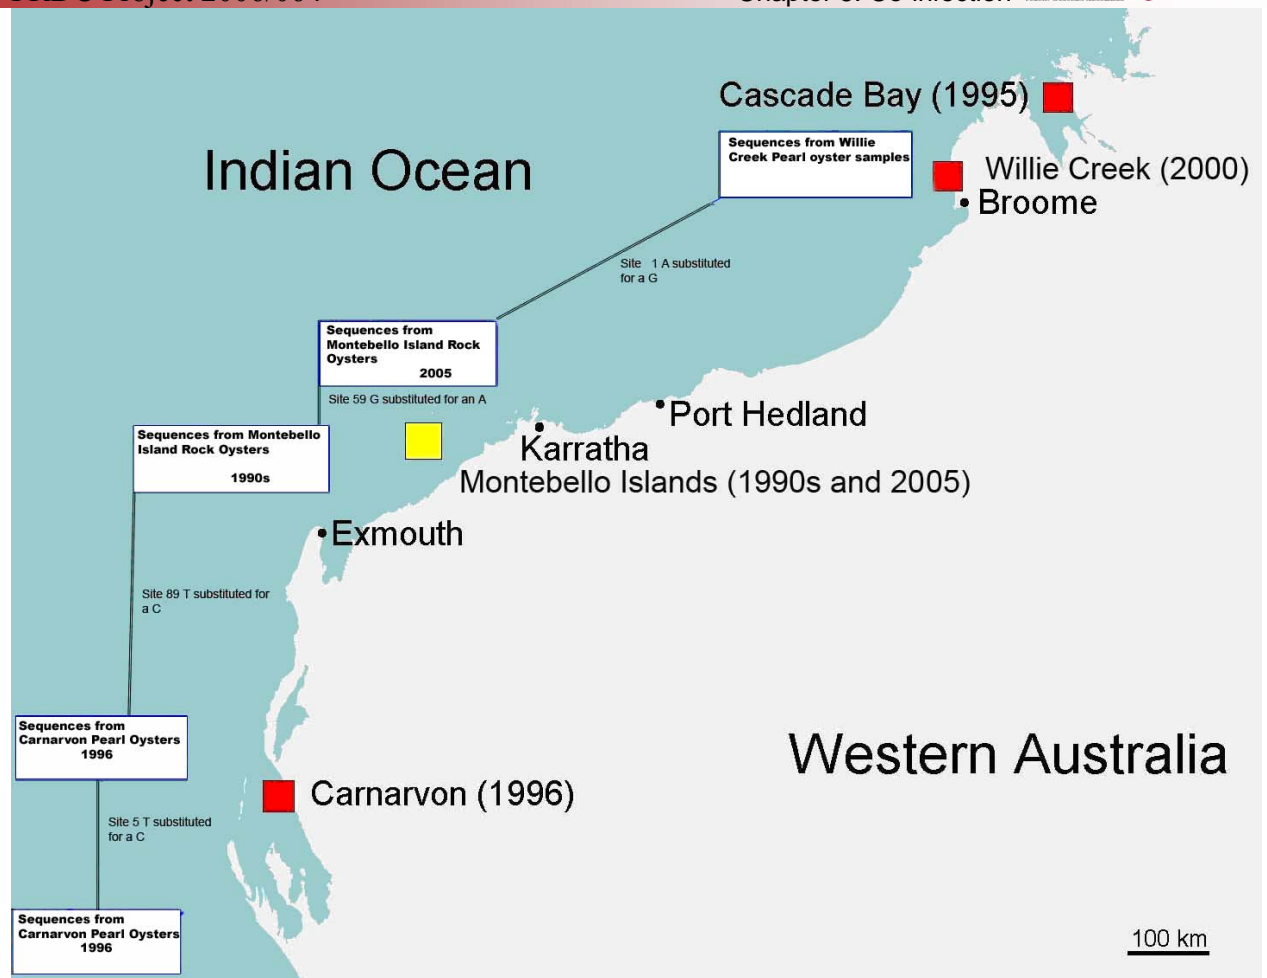 Cascade Bay (1995)
Sequences from Willie
Creek Pearl oyster samples
Indian Ocean
Willie Creek (2000)
Broome
Site 1 A substituted
for a G
Sequences from
Montebello Island Rock
Oysters
2005
Site 59 G substituted for an A
Port Hedland
Karratha
Sequences from Montebello
Island Rock Oysters
1990s
Montebello Islands (1990s and 2005)
Exmouth
Site 89 T substituted for
a C
Sequences from
Carnarvon Pearl Oysters
1996
Western Australia
Carnarvon (1996)
Site 5 T substituted
for a C
Sequences from
Carnarvon Pearl Oysters
1996
100 km